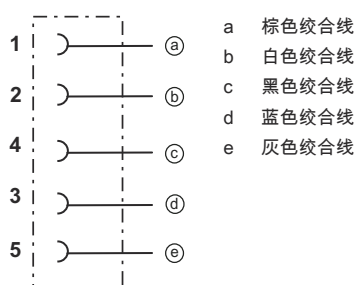 1 ⓐ
2 ⓑ
4 ⓒ
3 ⓓ
5 ⓔ
a 棕色绞合线
b 白色绞合线
c 黑色绞合线
d 蓝色绞合线
e 灰色绞合线